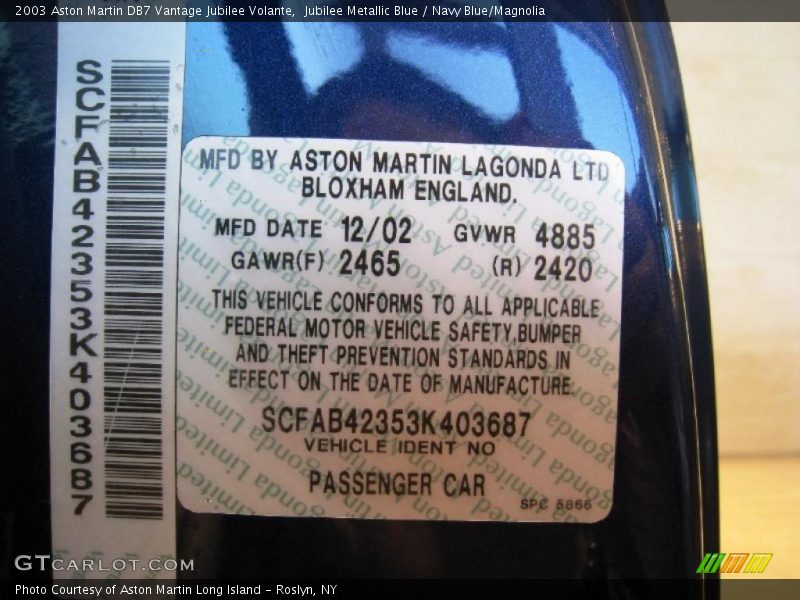 2003 Aston Martin DB7 Vantage Jubilee Volante,  Jubilee Metallic Blue / Navy Blue/Magnolia
SCFAB42353K403687
MFD BY ASTON MARTIN LAGONDA LTD
BLOXHAM ENGLAND.
MFD DATE 12/02 GVWR 4885
GAWR(F) 2465 (R) 2420
THIS VEHICLE CONFORMS TO ALL APPLICABLE
FEDERAL MOTOR VEHICLE SAFETY,BUMPER
AND THEFT PREVENTION STANDARDS IN
EFFECT ON THE DATE OF MANUFACTURE.
SCFAB42353K403687
VEHICLE IDENT NO
PASSENGER CAR
SPC 5866
GTCARLOT.COM
Photo Courtesy of Aston Martin Long Island – Roslyn, NY